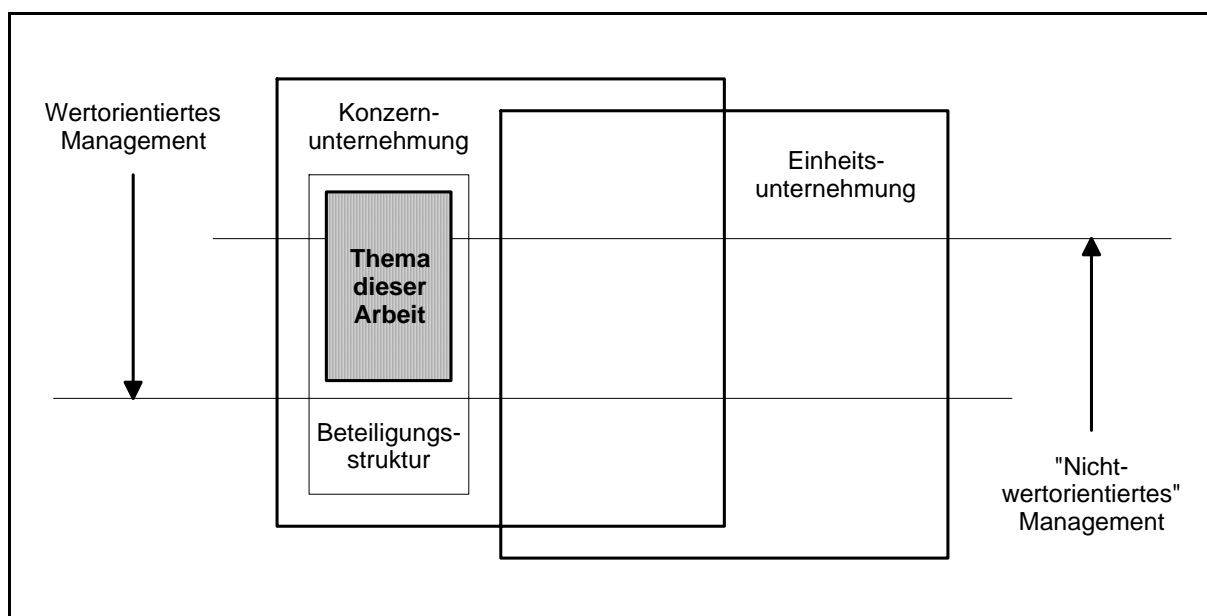 Wertorientiertes
Management
Konzern-
unternehmung
Einheits-
unternehmung
Thema
dieser
Arbeit
Beteiligungs-
struktur
"Nicht-
wertorientiertes"
Management